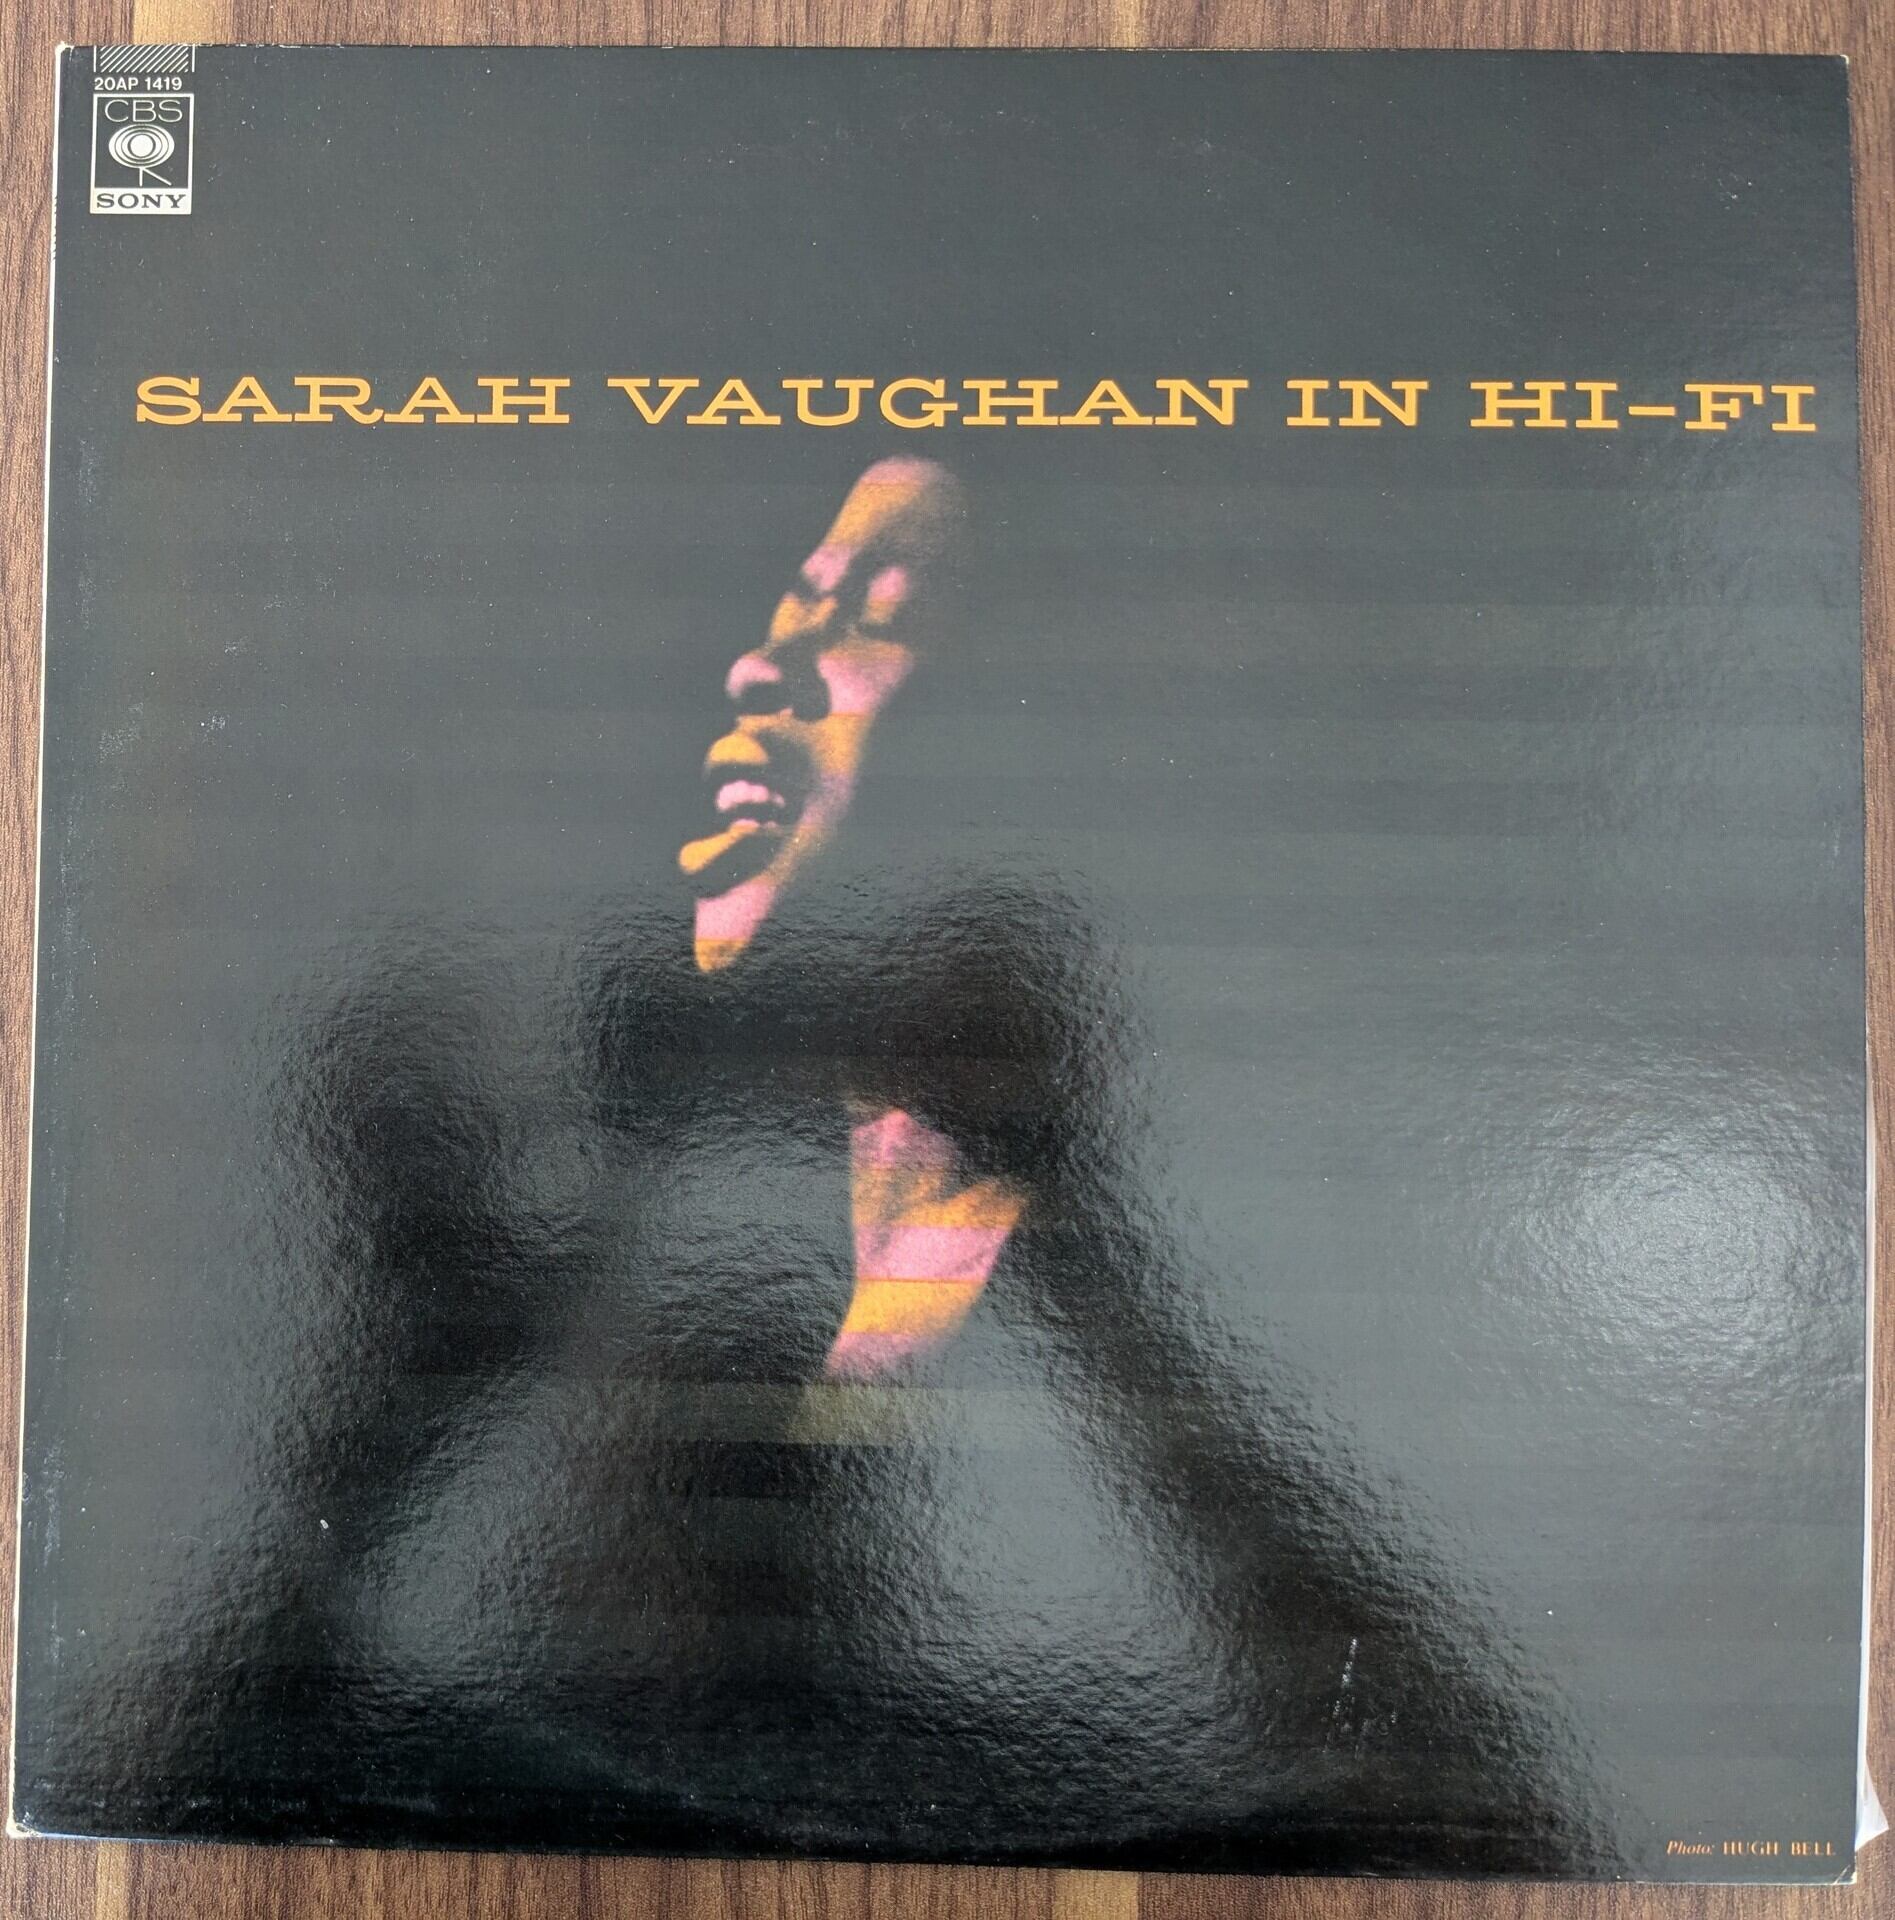 20AP 1419
CBS
SONY
SARAH VAUGHAN IN HI-FI
Photo: HUGH BELL